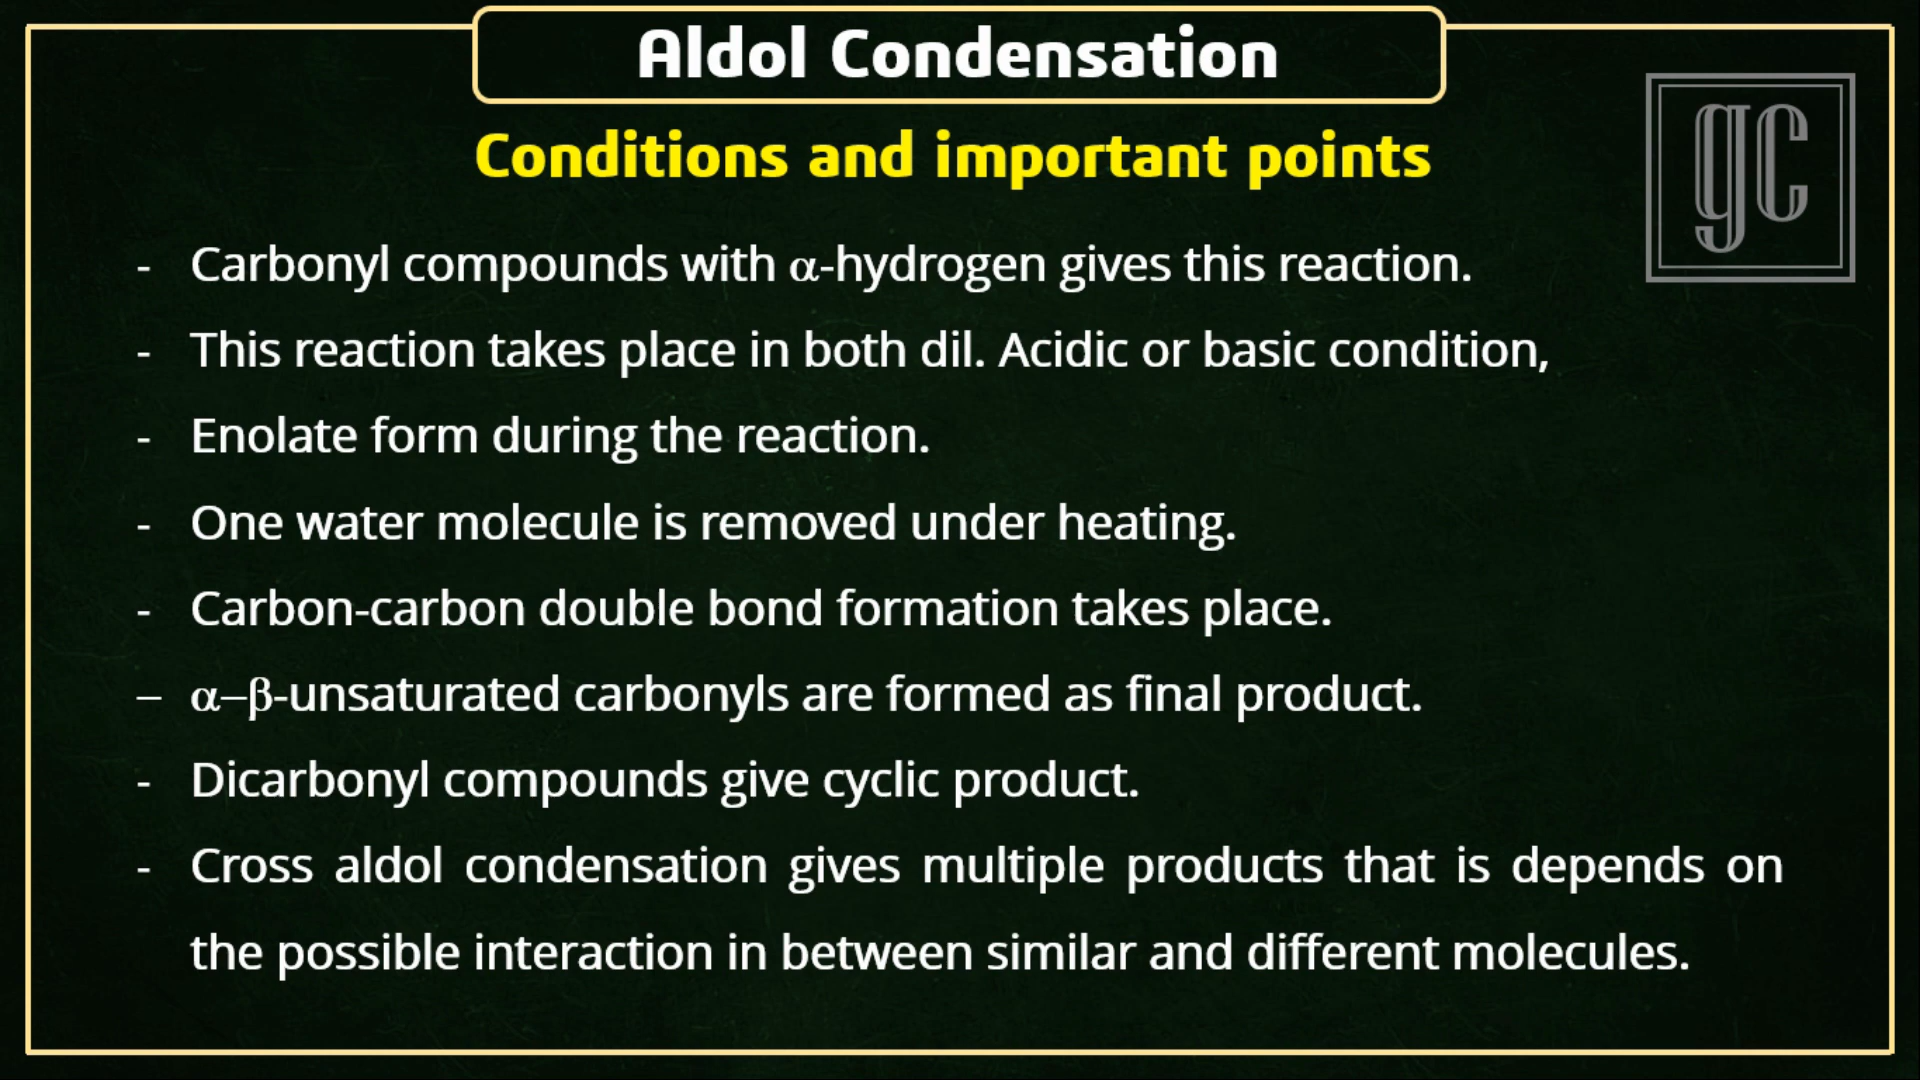 Aldol Condensation
gc
Conditions and important points
- Carbonyl compounds with α-hydrogen gives this reaction.
- This reaction takes place in both dil. Acidic or basic condition,
- Enolate form during the reaction.
- One water molecule is removed under heating.
- Carbon-carbon double bond formation takes place.
– α–β-unsaturated carbonyls are formed as final product.
- Dicarbonyl compounds give cyclic product.
- Cross aldol condensation gives multiple products that is depends on
the possible interaction in between similar and different molecules.